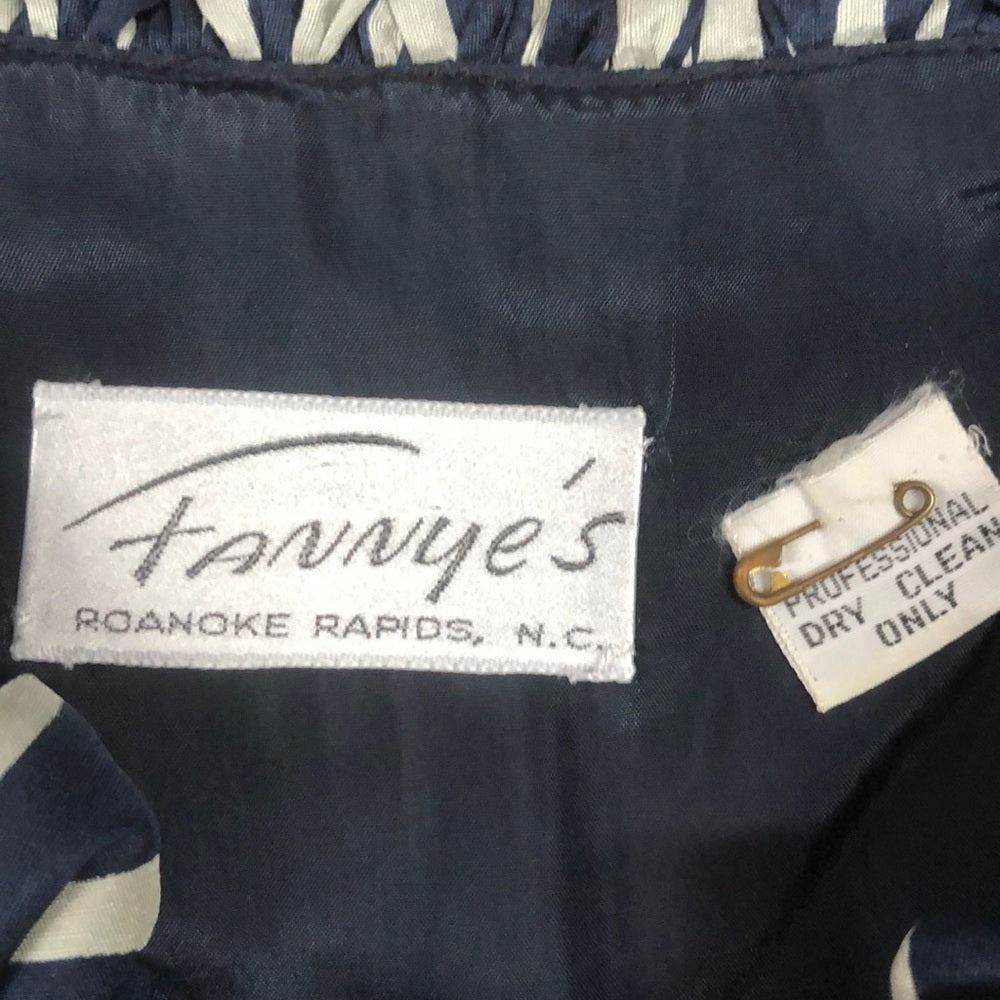 Fannye's
ROANOKE RAPIDS, N.C.
PROFESSIONAL
DRY CLEAN
ONLY